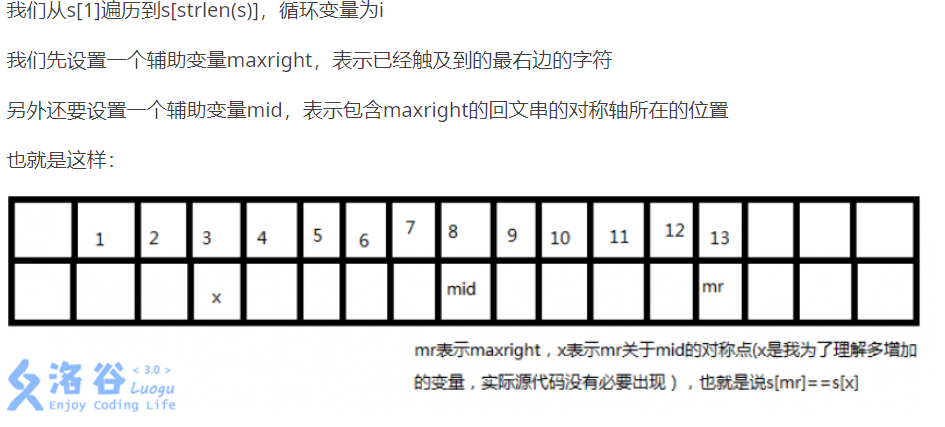 我们从s[1]遍历到s[strlen(s)]，循环变量为i
我们先设置一个辅助变量maxright，表示已经触及到的最右边的字符
另外还要设置一个辅助变量mid，表示包含maxright的回文串的对称轴所在的位置
也就是这样：
1 2 3 4 5 6 7 8 9 10 11 12 13
x mid mr
mr表示maxright，x表示mr关于mid的对称点(x是我为了理解多增加
的变量，实际源代码没有必要出现），也就是说s[mr]==s[x]
洛谷 < 3.0 >
Luogu
Enjoy Coding Life